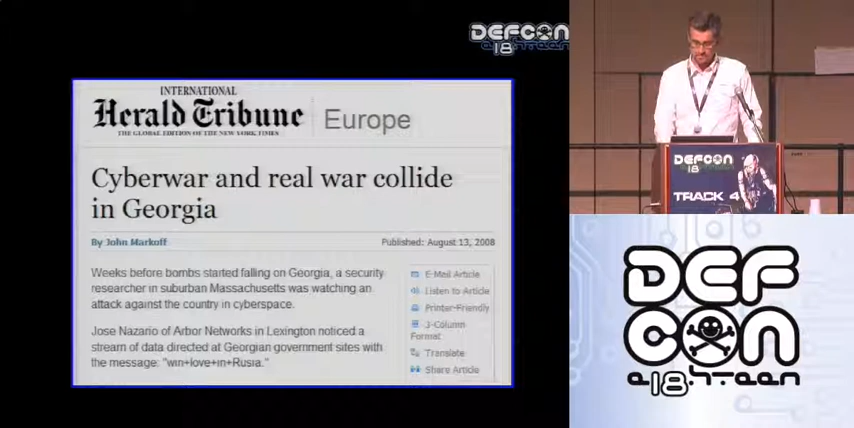 DEFCON
18
eighteen
INTERNATIONAL
Herald Tribune
THE GLOBAL EDITION OF THE NEW YORK TIMES
Europe
Cyberwar and real war collide
in Georgia
By John Markoff
Published: August 13, 2008
Weeks before bombs started falling on Georgia, a security
researcher in suburban Massachusetts was watching an
attack against the country in cyberspace.
Jose Nazario of Arbor Networks in Lexington noticed a
stream of data directed at Georgian government sites with
the message: "win+love+in+Rusia."
E-Mail Article
Listen to Article
Printer-Friendly
3-Column
Format
Translate
Share Article
DEFCON
18
TRACK 4
DEF
CON
e18hteen